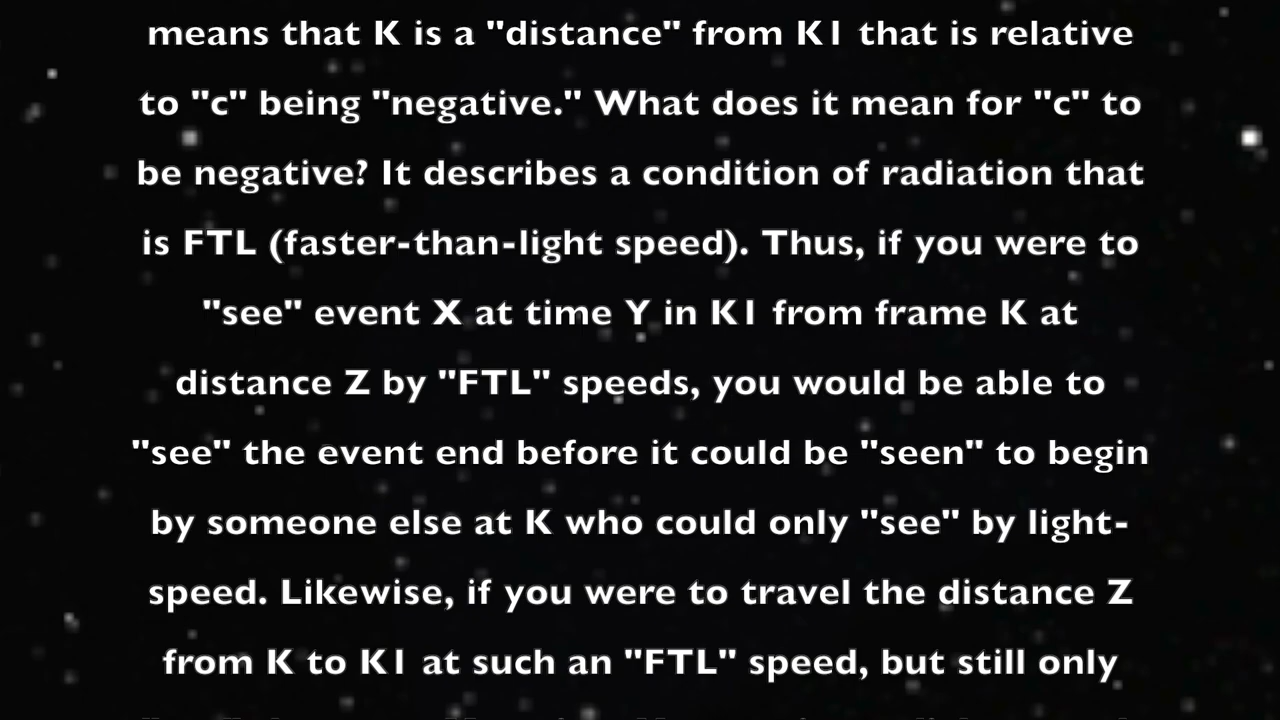 means that K is a "distance" from K1 that is relative
to "c" being "negative." What does it mean for "c" to
be negative? It describes a condition of radiation that
is FTL (faster-than-light speed). Thus, if you were to
"see" event X at time Y in K1 from frame K at
distance Z by "FTL" speeds, you would be able to
"see" the event end before it could be "seen" to begin
by someone else at K who could only "see" by light-
speed. Likewise, if you were to travel the distance Z
from K to K1 at such an "FTL" speed, but still only